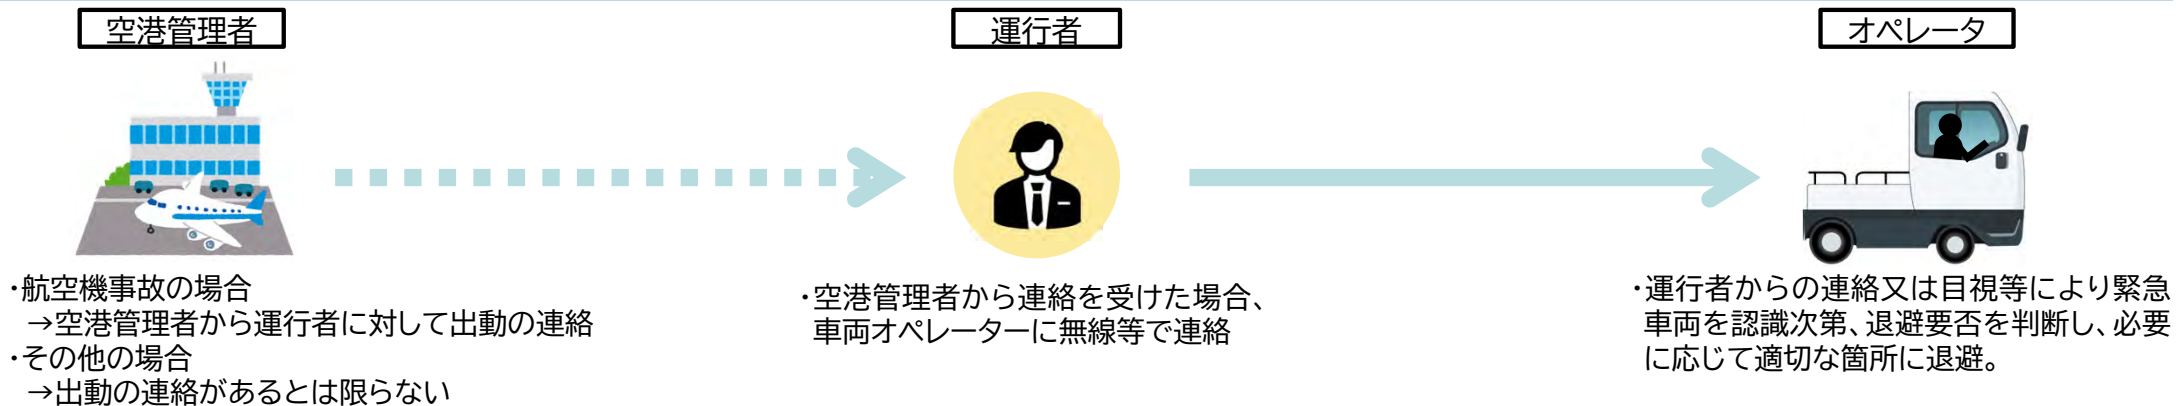 空港管理者
運行者
オペレータ
・航空機事故の場合
→空港管理者から運行者に対して出動の連絡
・その他の場合
→出動の連絡があるとは限らない
・空港管理者から連絡を受けた場合、
車両オペレーターに無線等で連絡
・運行者からの連絡又は目視等により緊急
車両を認識次第、退避要否を判断し、必要
に応じて適切な箇所に退避。